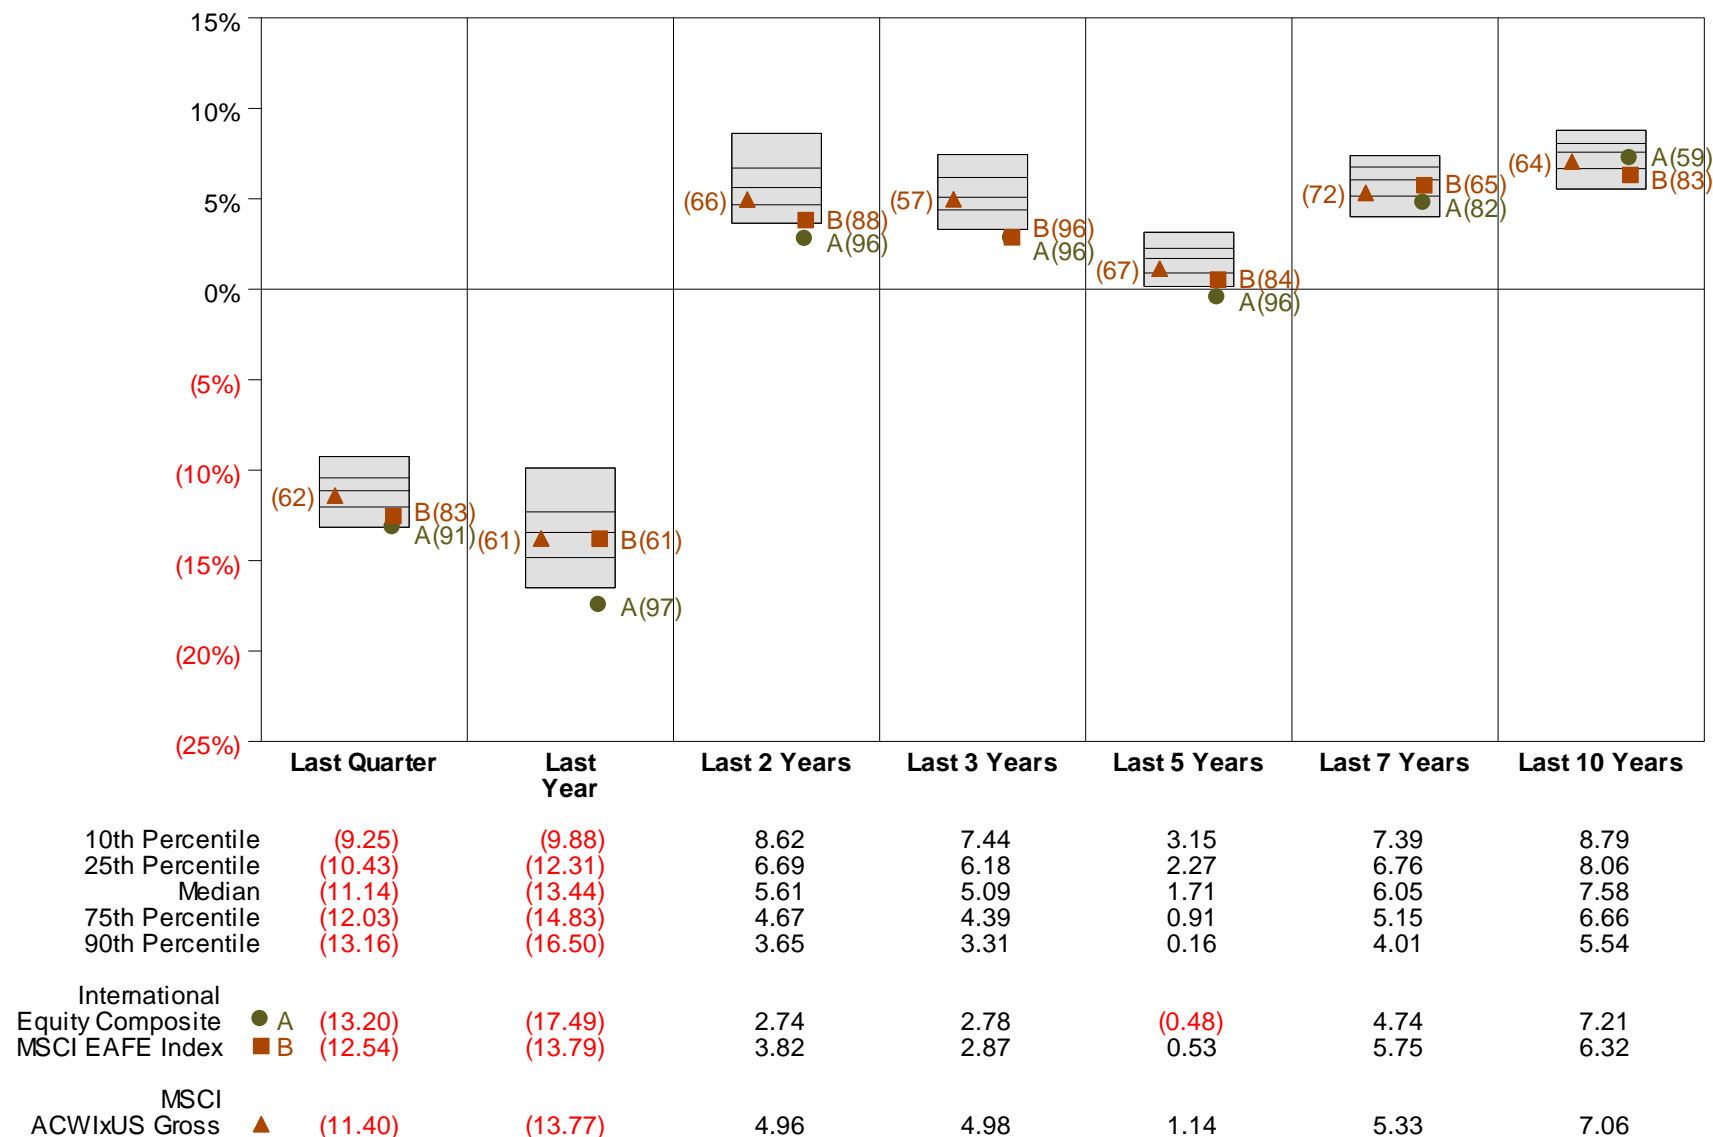 15%
10%
5%
0%
(5%)
(10%)
(15%)
(20%)
(25%)
(62)
B(83)
A(91)
(61)
B(61)
A(97)
(66)
B(88)
A(96)
(57)
B(96)
A(96)
(67)
B(84)
A(96)
(72)
B(65)
A(82)
(64)
A(59)
B(83)
Last Quarter Last Last 2 Years Last 3 Years Last 5 Years Last 7 Years Last 10 Years
Year
10th Percentile (9.25) (9.88) 8.62 7.44 3.15 7.39 8.79
25th Percentile (10.43) (12.31) 6.69 6.18 2.27 6.76 8.06
Median (11.14) (13.44) 5.61 5.09 1.71 6.05 7.58
75th Percentile (12.03) (14.83) 4.67 4.39 0.91 5.15 6.66
90th Percentile (13.16) (16.50) 3.65 3.31 0.16 4.01 5.54
International
Equity Composite A (13.20) (17.49) 2.74 2.78 (0.48) 4.74 7.21
MSCI EAFE Index B (12.54) (13.79) 3.82 2.87 0.53 5.75 6.32
MSCI
ACWIxUS Gross (11.40) (13.77) 4.96 4.98 1.14 5.33 7.06